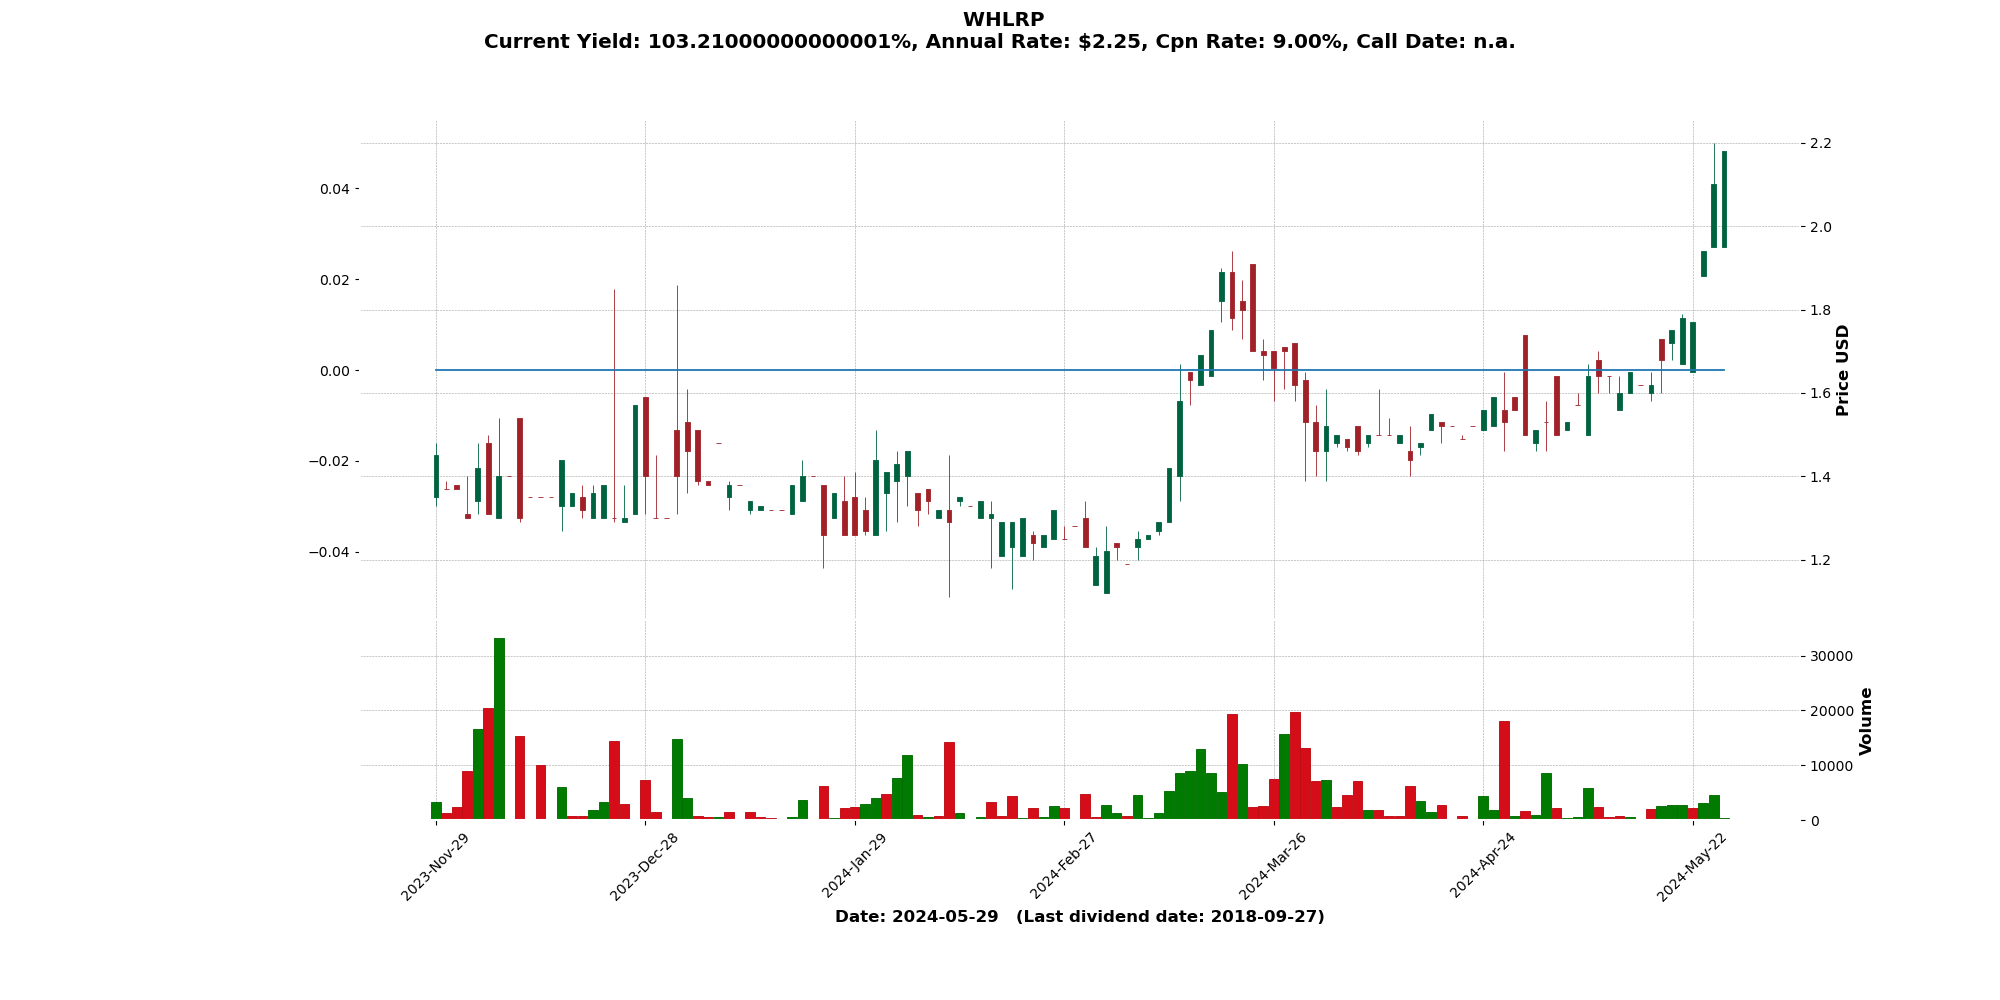 WHLRP
Current Yield: 103.21000000000001%, Annual Rate: $2.25, Cpn Rate: 9.00%, Call Date: n.a.
0.04
0.02
0.00
−0.02
−0.04
2.2
2.0
1.8
1.6
1.4
1.2
Price USD
30000
20000
10000
0
Volume
2023-Nov-29
2023-Dec-28
2024-Jan-29
2024-Feb-27
2024-Mar-26
2024-Apr-24
2024-May-22
Date: 2024-05-29   (Last dividend date: 2018-09-27)